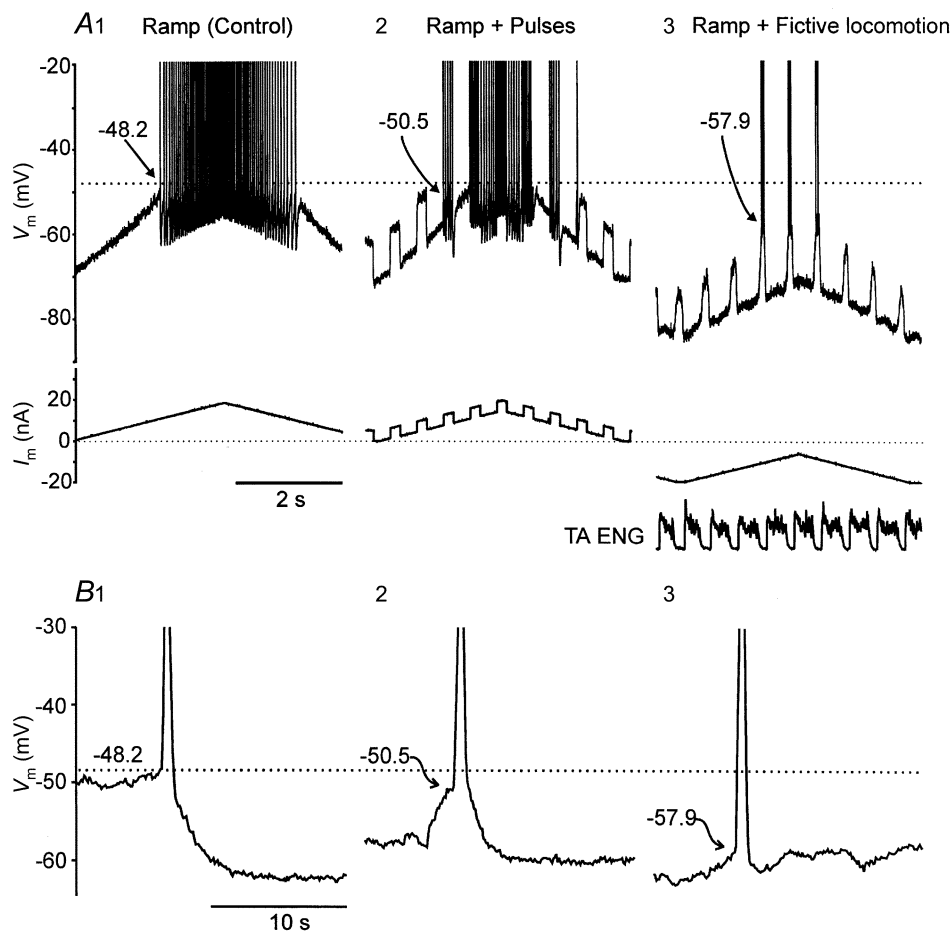 A1 Ramp (Control) 2 Ramp + Pulses 3 Ramp + Fictive locomotion
-20
-48.2 -50.5 -57.9
-40
Vm (mV)
-60
-80
20
Im (nA)
0
-20
2 s
TA ENG
B1 2 3
-30
-40
Vm (mV)
-48.2 -50.5
-50
-57.9
-60
10 s